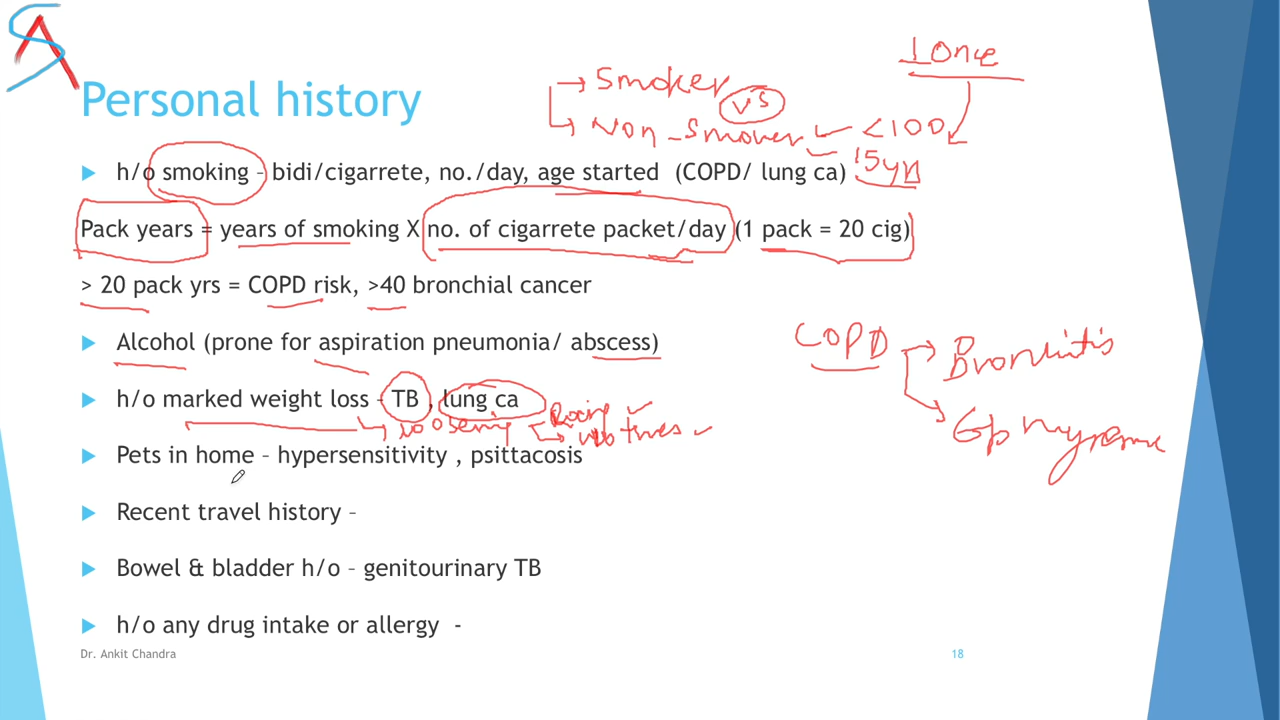 SA
Personal history
→ Smoker
vs
→ Non-Smoker <100
h/o smoking – bidi/cigarrete, no./day, age started (COPD/ lung ca)
15yr
Pack years = years of smoking X no. of cigarrete packet/day (1 pack = 20 cig)
> 20 pack yrs = COPD risk, >40 bronchial cancer
COPD
Alcohol (prone for aspiration pneumonia/ abscess)
h/o marked weight loss - TB , lung ca
loosening
Pets in home – hypersensitivity , psittacosis
Recent travel history –
Bowel & bladder h/o – genitourinary TB
h/o any drug intake or allergy -
Dr. Ankit Chandra
18